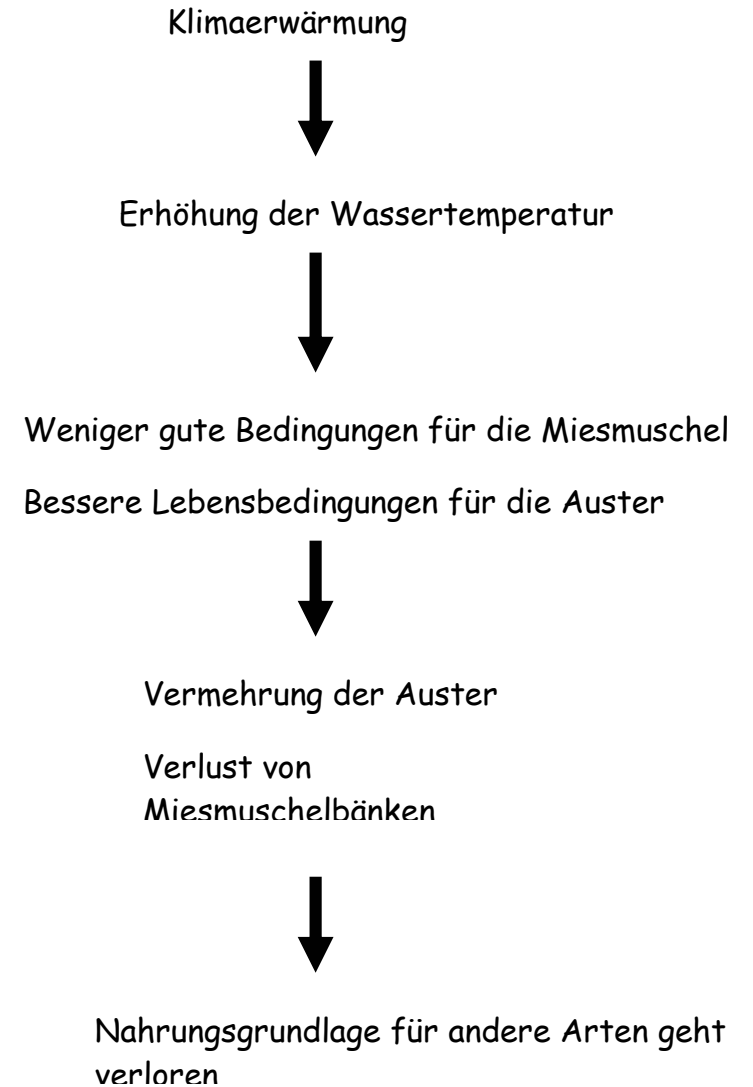 Klimaerwärmung
Erhöhung der Wassertemperatur
Weniger gute Bedingungen für die Miesmuschel
Bessere Lebensbedingungen für die Auster
Vermehrung der Auster
Verlust von
Miesmuschelbänken
Nahrungsgrundlage für andere Arten geht
verloren